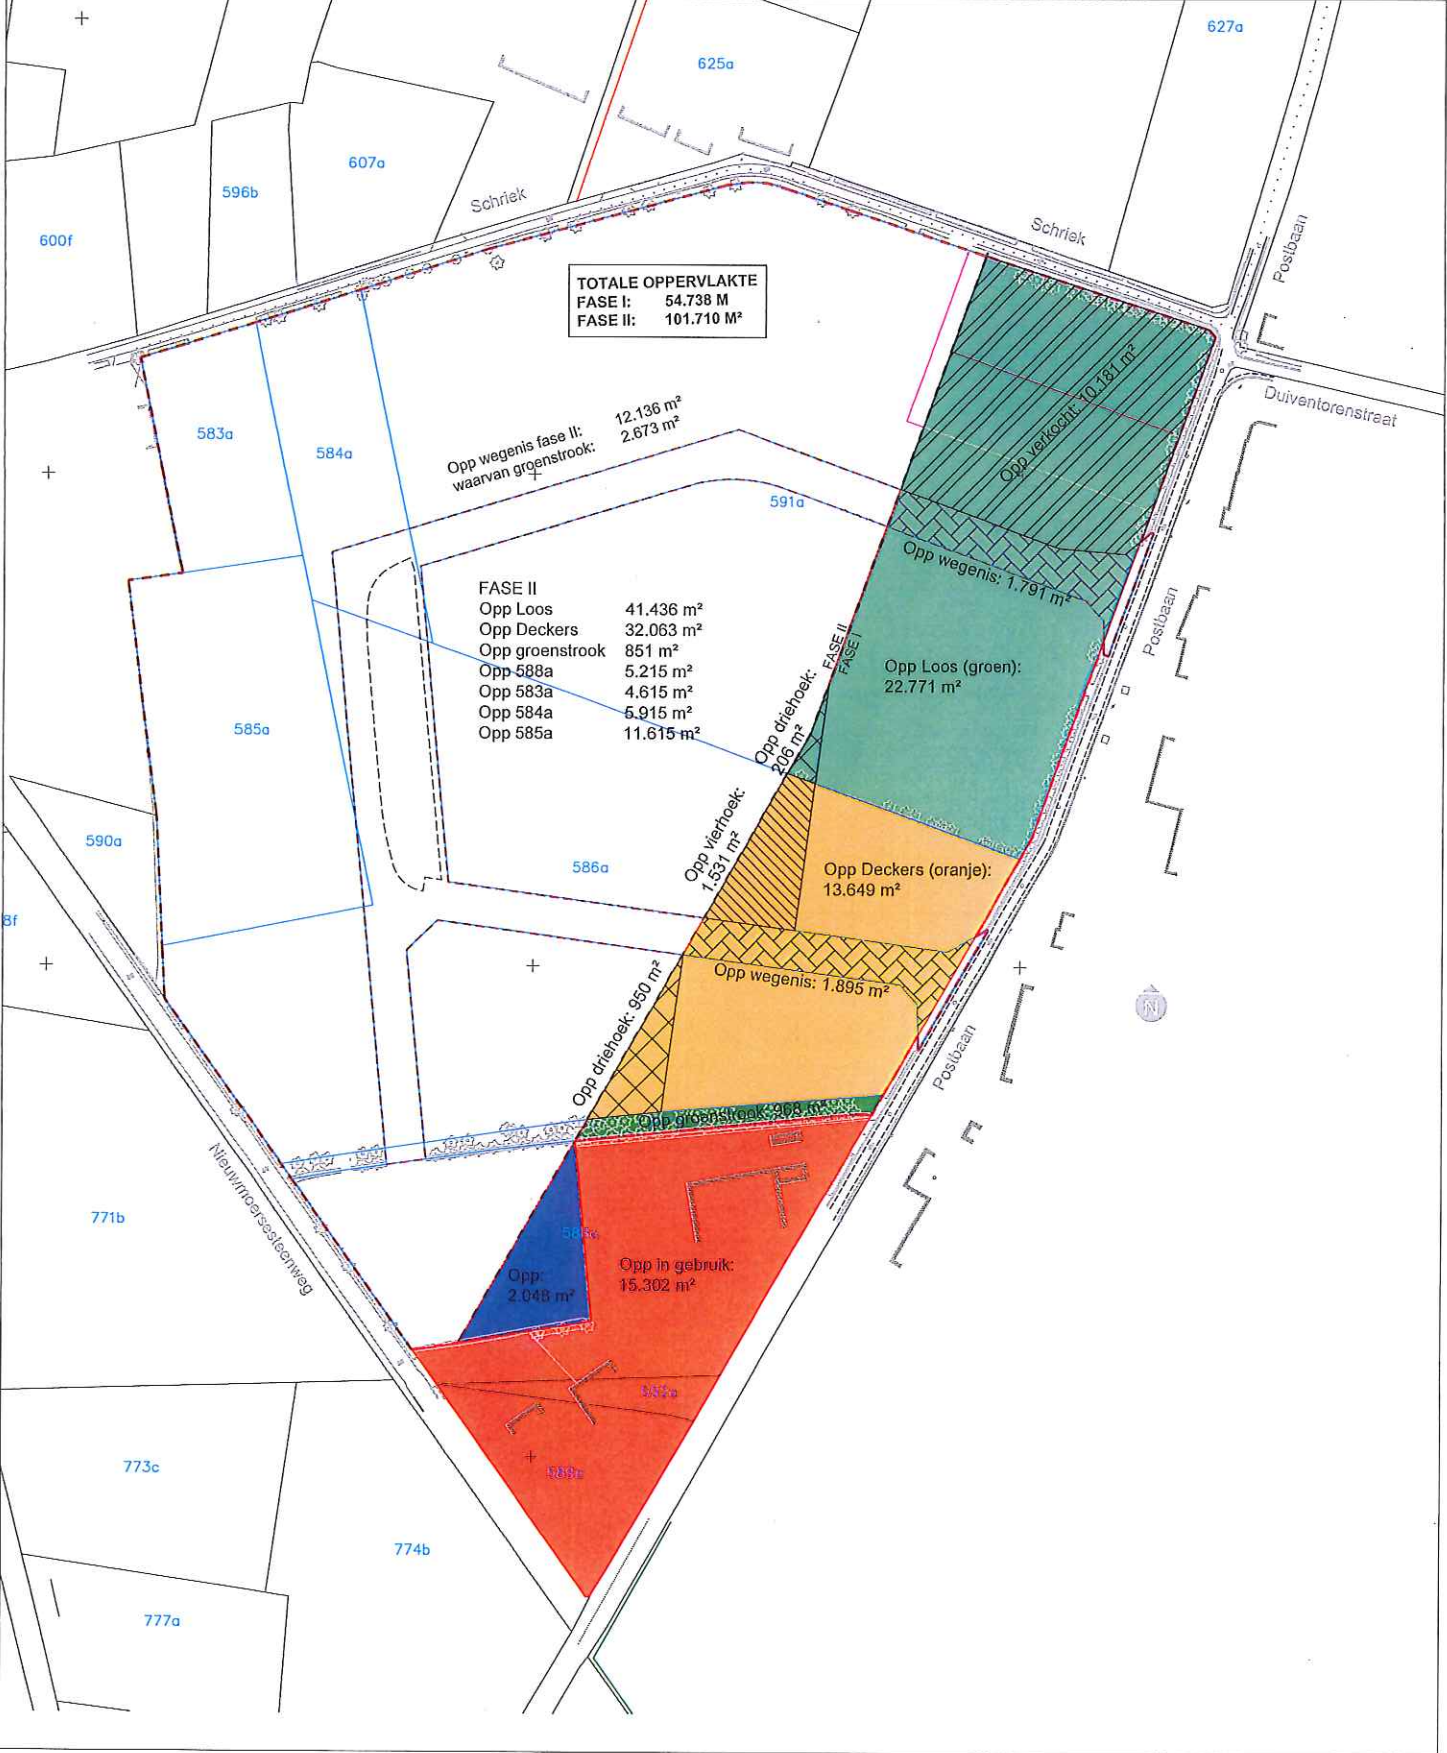 627a
625a
607a
596b
600f
Schriek
Schriek
Postbaan
TOTALE OPPERVLAKTE
FASE I: 54.738 M
FASE II: 101.710 M²
Opp verkocht: 10.181 m²
Duiventorenstraat
583a
584a
Opp wegenis fase II: 12.136 m²
waarvan groenstrook: 2.673 m²
591a
Opp wegenis: 1.791 m²
FASE II
Opp Loos 41.436 m²
Opp Deckers 32.063 m²
Opp groenstrook 851 m²
Opp 588a 5.215 m²
Opp 583a 4.615 m²
Opp 584a 5.915 m²
Opp 585a 11.615 m²
Postbaan
FASE II
FASE I
Opp Loos (groen):
22.771 m²
Opp driehoek:
206 m²
585a
Opp vierhoek:
1.531 m²
590a
586a
Opp Deckers (oranje):
13.649 m²
8f
Opp wegenis: 1.895 m²
N
Opp driehoek: 950 m²
Postbaan
Opp groenstrook: 968 m²
771b
Nieuwmoersesteenweg
Opp:
2.048 m²
Opp in gebruik:
15.302 m²
773c
774b
777a